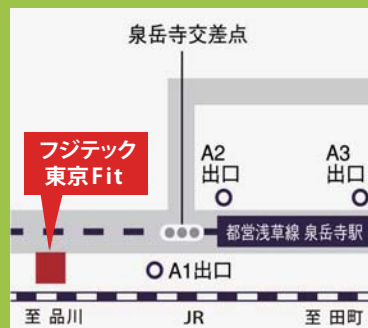 泉岳寺交差点
フジテック
東京Fit
A2
出口
A3
出口
都営浅草線 泉岳寺駅
A1出口
至 品川
JR
至 田町